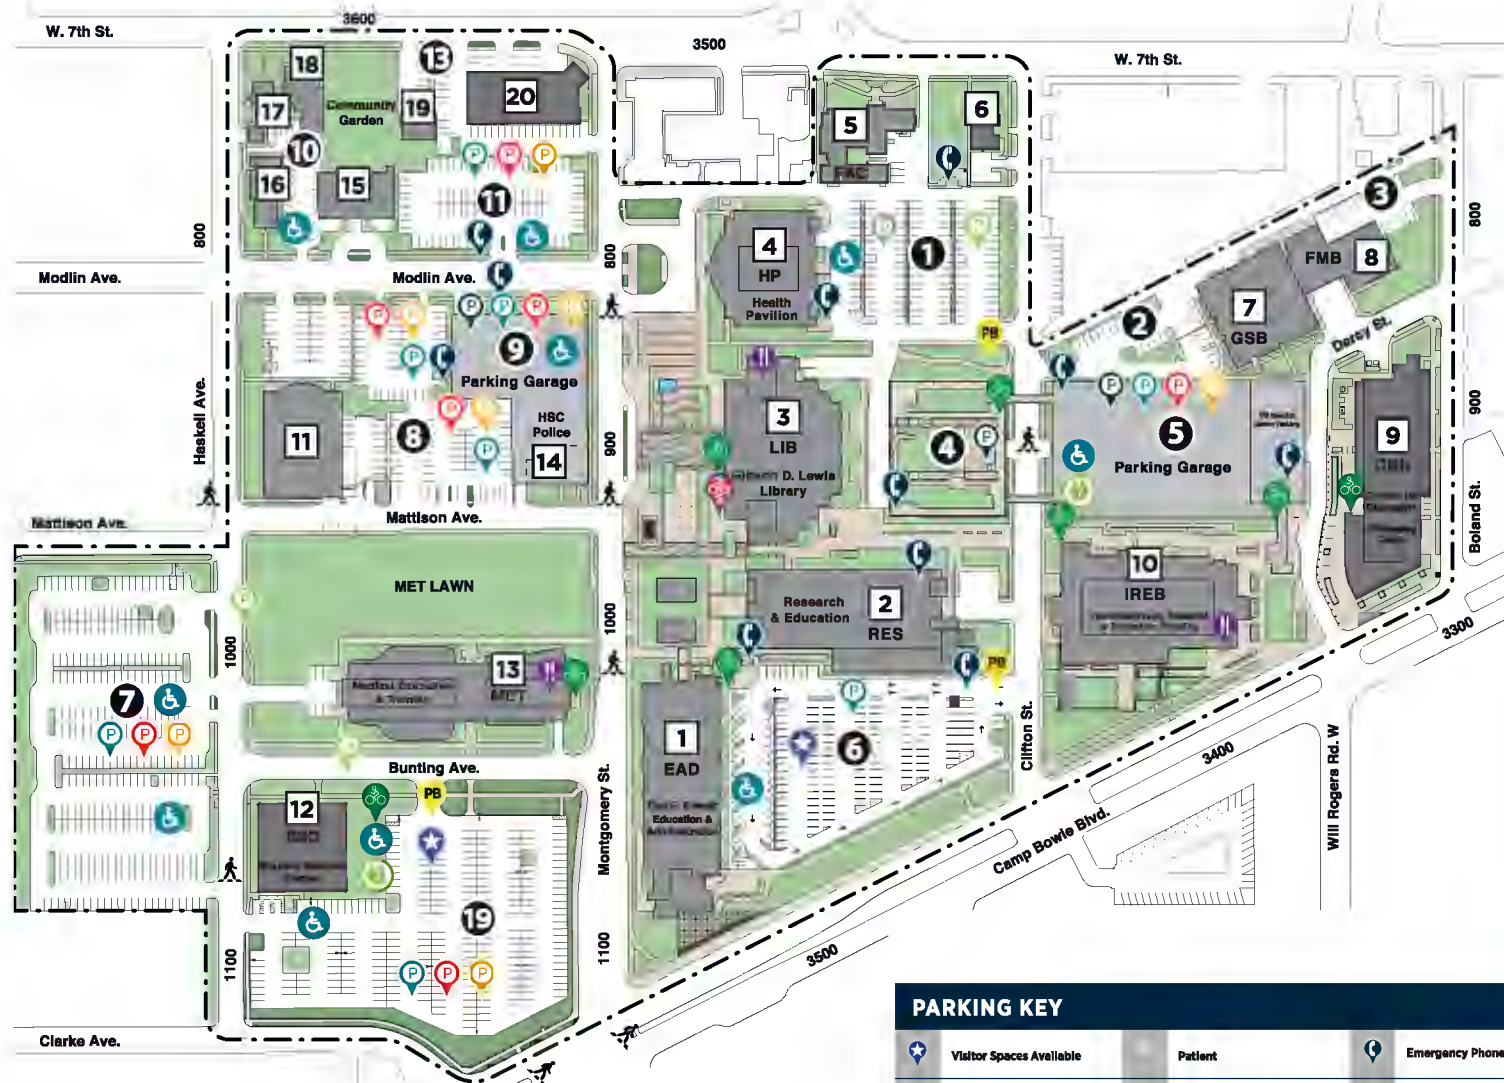 3600
W. 7th St.
3500
W. 7th St.
13
18
20
17
Community
Garden
19
5
6
FAC
10
16
15
11
3
800
800
800
4
HP
Health
Pavilion
1
FMB
8
Modlin Ave.
Modlin Ave.
7
GSB
2
Darcy St.
P
P
P
P
P
P
P
PB
9
Parking Garage
Haskell Ave.
HSC
Police
14
11
8
900
3
LIB
D. Lewis
Library
4
P
5
Parking Garage
9
900
Boland St.
Mattison Ave.
Mattison Ave.
MET LAWN
1000
1000
Research
& Education
2
RES
10
IREB
3300
13
MET
PB
7
P
P
P
1
EAD
Education &
P
6
Clifton St.
3400
Will Rogers Rd. W
Bunting Ave.
PB
12
Montgomery St.
Camp Bowie Blvd.
19
1100
1100
3500
P
P
P
Clarke Ave.
PARKING KEY
Visitor Spaces Available
Patient
Emergency Phone